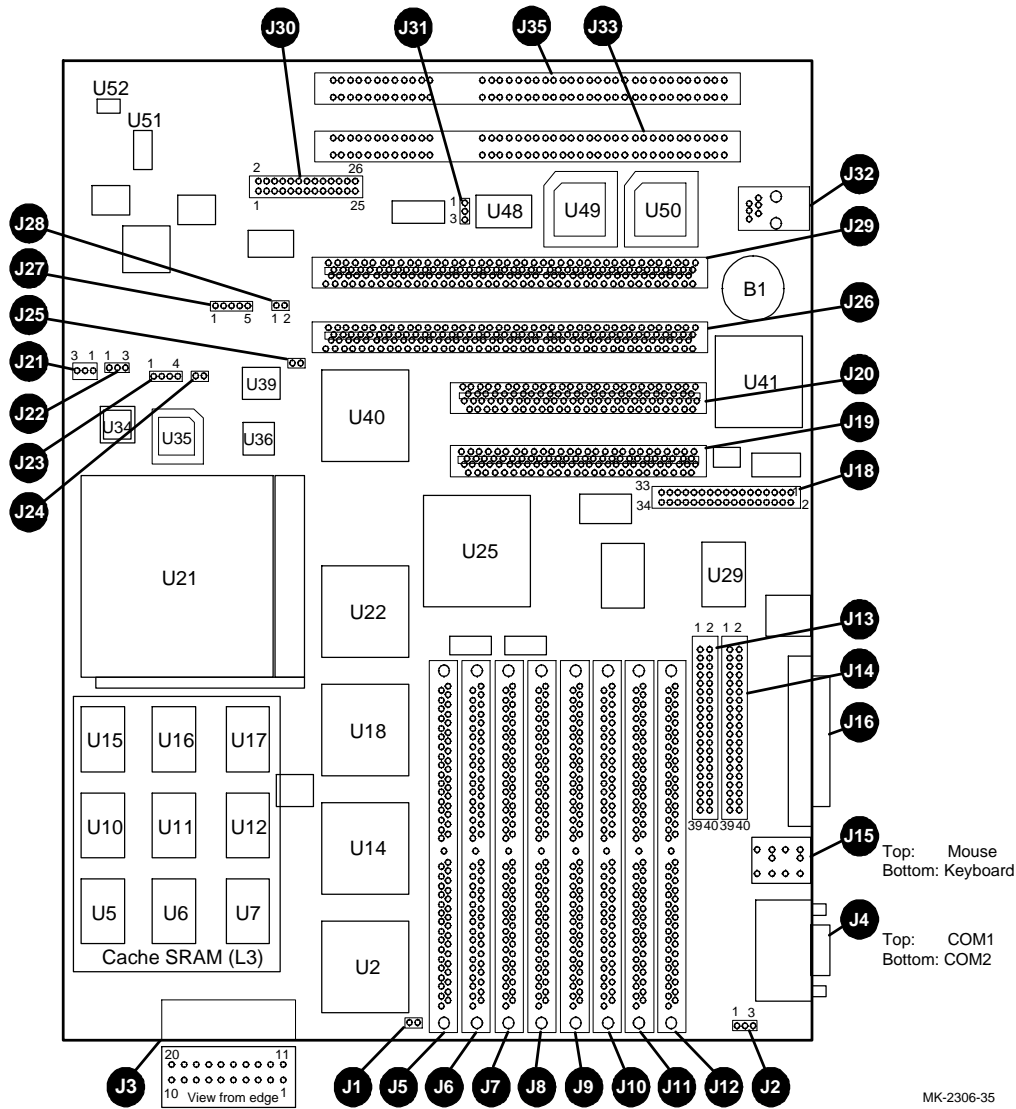 J30 J31 J35 J33
U52
U51
2 26
1 25
1
3
U48 U49 U50
J32
J28
J29
J27
B1
1 5 1 2
J25
J26
3 1 1 3 1 4
J21
U39
U41
J20
J22
U40
U34 U35 U36
J19
J23
J18
33 1
34 2
J24
U25
U21 U29
U22
1 2 1 2
J13
J14
J16
U15 U16 U17 U18
U10 U11 U12
39 40 39 40
J15
Top: Mouse
Bottom: Keyboard
U14
U5 U6 U7
J4
Top: COM1
Bottom: COM2
Cache SRAM (L3)
U2
1 3
20 11
J3 J1 J5 J6 J7 J8 J9 J10 J11 J12 J2
10 View from edge 1
MK-2306-35